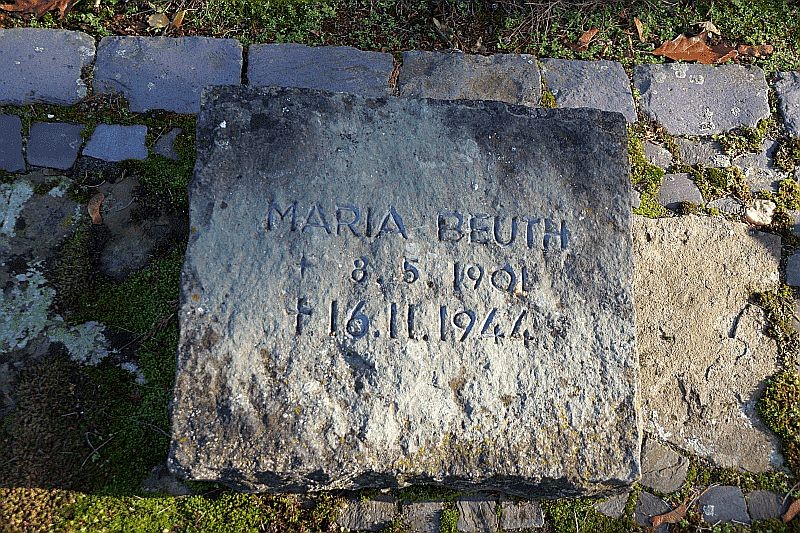 MARIA BEUTH
* 8. 5. 1901
† 16.11.1944